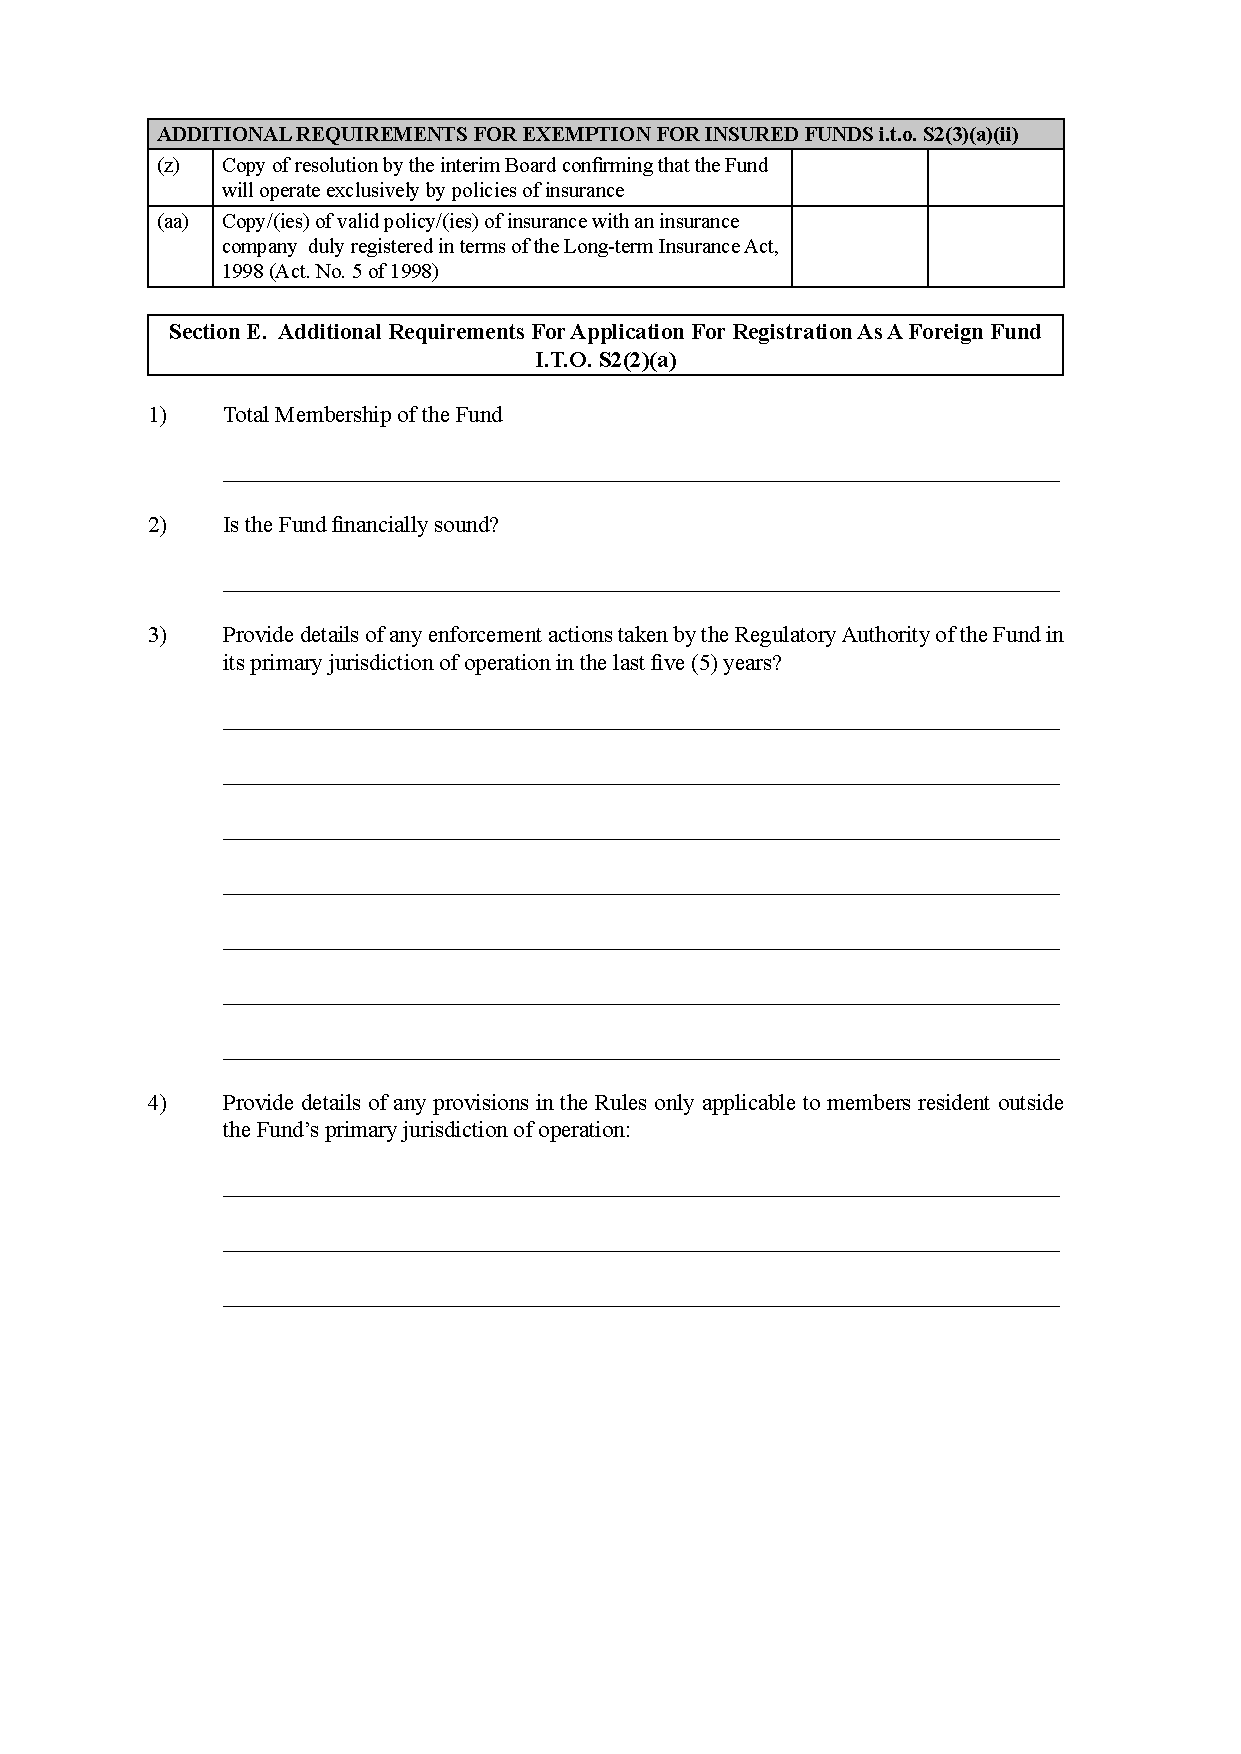 ADDITIONAL REQUIREMENTS FOR EXEMPTION FOR INSURED FUNDS i.t.o. S2(3)(a)(ii)
(z) Copy of resolution by the interim Board confirming that the Fund
will operate exclusively by policies of insurance
(aa) Copy/(ies) of valid policy/(ies) of insurance with an insurance
company duly registered in terms of the Long-term Insurance Act,
1998 (Act. No. 5 of 1998)
Section E. Additional Requirements For Application For Registration As A Foreign Fund
I.T.O. S2(2)(a)
1) Total Membership of the Fund
2) Is the Fund financially sound?
3) Provide details of any enforcement actions taken by the Regulatory Authority of the Fund in
its primary jurisdiction of operation in the last five (5) years?
4) Provide details of any provisions in the Rules only applicable to members resident outside
the Fund’s primary jurisdiction of operation: